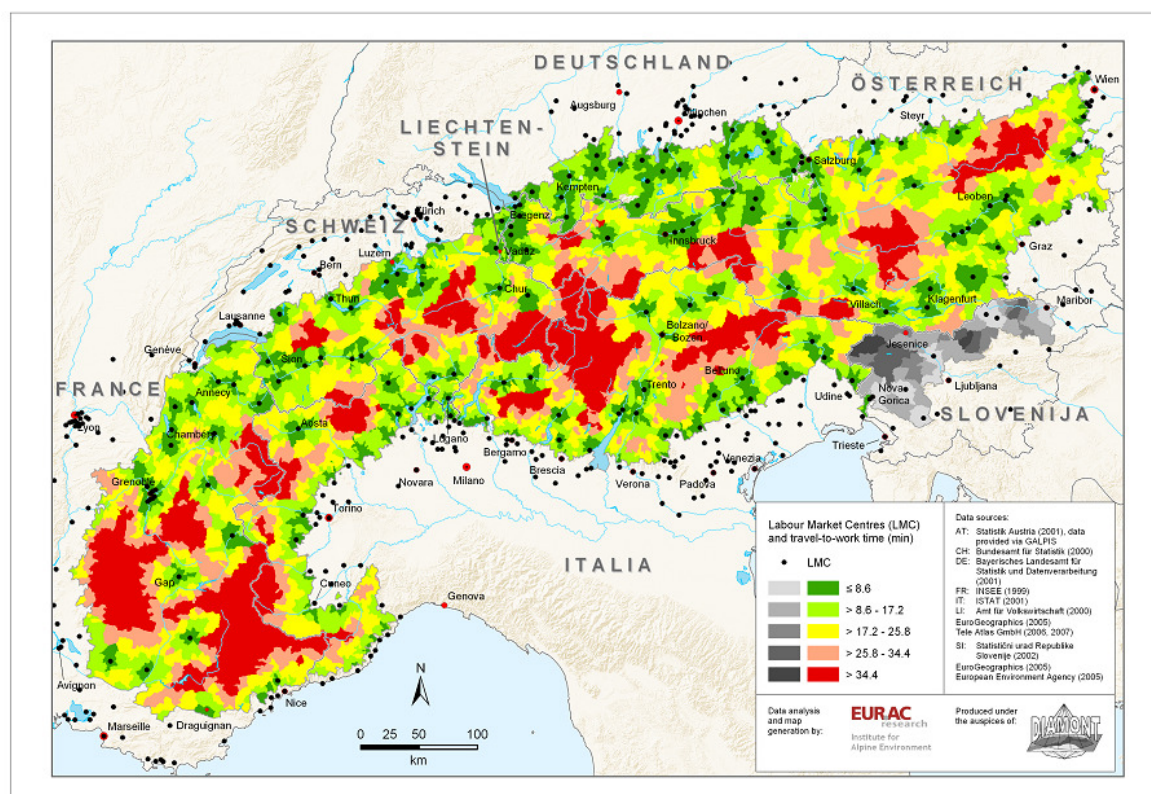 DEUTSCHLAND
ÖSTERREICH
Wien
Augsburg
München
Steyr
LIECHTEN-
STEIN
Salzburg
Kempten
Leoben
Zürich
Bregenz
SCHWEIZ
Innsbruck
Graz
Luzern
Vaduz
Bern
Chur
Thun
Villach
Klagenfurt
Maribor
Lausanne
Bolzano/
Bozen
Jesenice
Genève
Sion
Belluno
FRANCE
Annecy
Trento
Nova
Gorica
Ljubljana
Udine
SLOVENIJA
Lyon
Chambéry
Aosta
Lugano
Bergamo
Trieste
Brescia
Venezia
Grenoble
Novara
Milano
Verona
Padova
Torino
ITALIA
Gap
Cuneo
Genova
Avignon
Nice
Marseille
Draguignan
N
0 25 50 100
km
Labour Market Centres (LMC)
and travel-to-work time (min)
LMC
≤ 8.6
> 8.6 - 17.2
> 17.2 - 25.8
> 25.8 - 34.4
> 34.4
Data sources:
AT: Statistik Austria (2001), data
provided via GALPIS
CH: Bundesamt für Statistik (2000)
DE: Bayerisches Landesamt für
Statistik und Datenverarbeitung
(2001)
FR: INSEE (1999)
IT: ISTAT (2001)
LI: Amt für Volkswirtschaft (2000)
EuroGeographics (2005)
Tele Atlas GmbH (2006, 2007)
SI: Statistični urad Republike
Slovenije (2002)
EuroGeographics (2005)
European Environment Agency (2005)
Data analysis
and map
generation by:
EURAC
research
Institute for
Alpine Environment
Produced under
the auspices of:
DIAMONT